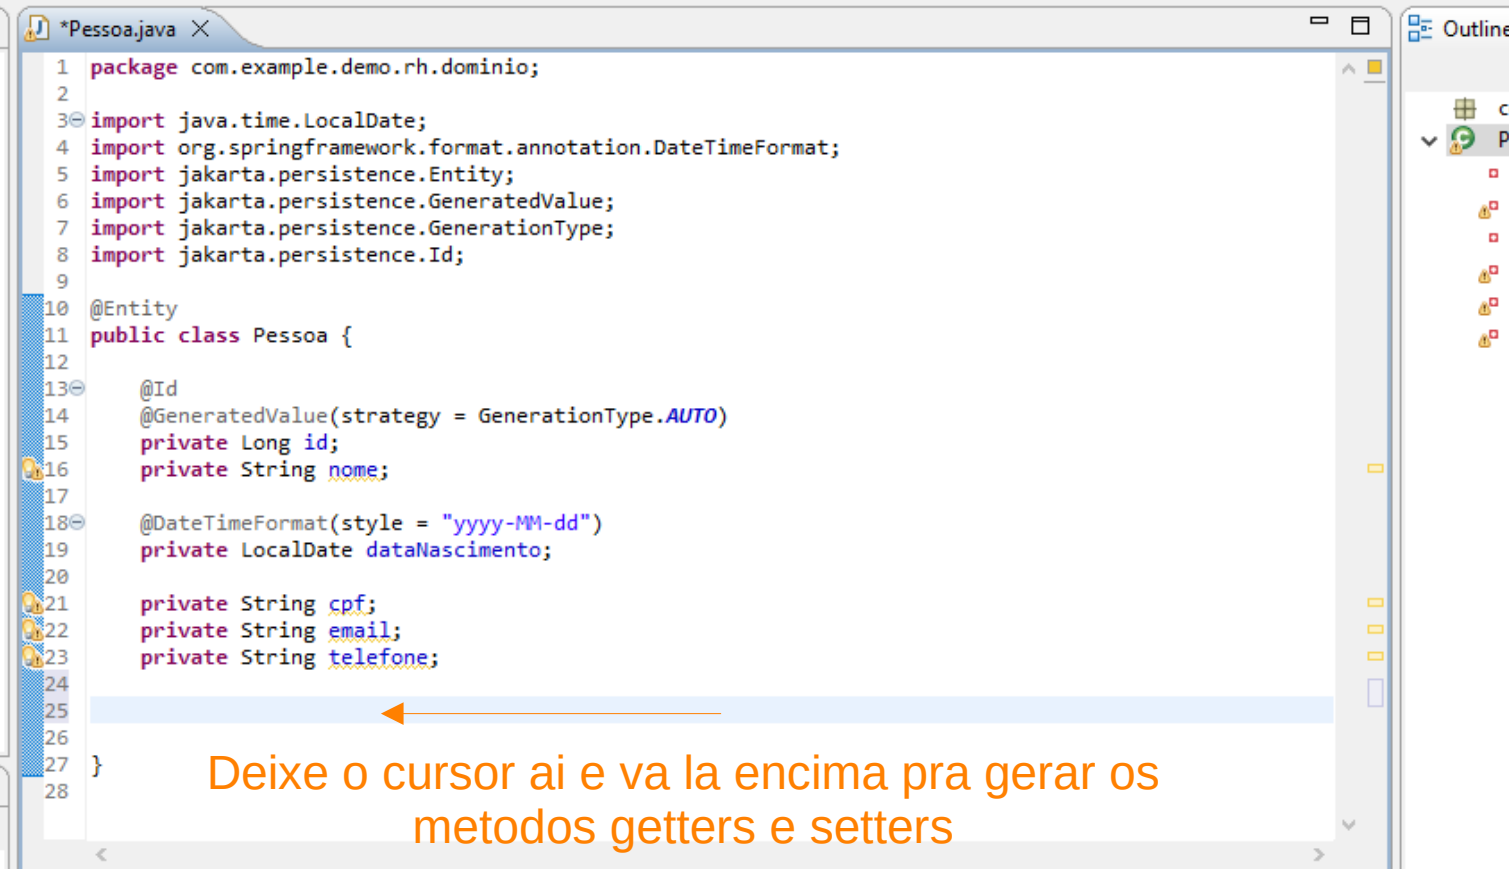 *Pessoa.java
Outline
1 package com.example.demo.rh.dominio;
2
3 import java.time.LocalDate;
4 import org.springframework.format.annotation.DateTimeFormat;
5 import jakarta.persistence.Entity;
6 import jakarta.persistence.GeneratedValue;
7 import jakarta.persistence.GenerationType;
8 import jakarta.persistence.Id;
9
10 @Entity
11 public class Pessoa {
12
13 @Id
14 @GeneratedValue(strategy = GenerationType.AUTO)
15 private Long id;
16 private String nome;
17
18 @DateTimeFormat(style = "yyyy-MM-dd")
19 private LocalDate dataNascimento;
20
21 private String cpf;
22 private String email;
23 private String telefone;
24
25
26
27 }
28
Deixe o cursor ai e va la encima pra gerar os
metodos getters e setters